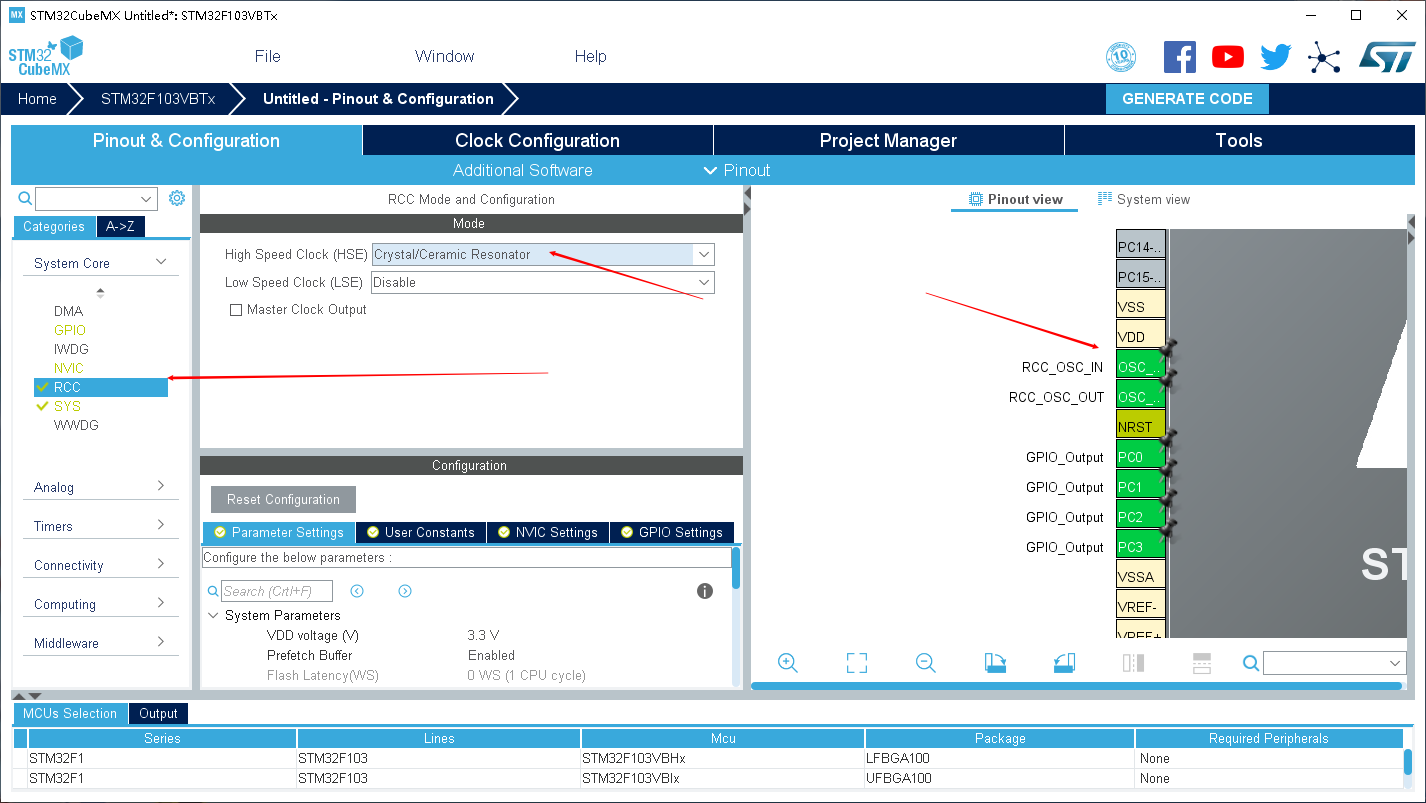 MX STM32CubeMX Untitled*: STM32F103VBTx
STM32
CubeMX
File Window Help
10
Home STM32F103VBTx Untitled - Pinout & Configuration GENERATE CODE
Pinout & Configuration Clock Configuration Project Manager Tools
Additional Software Pinout
Categories A->Z
System Core
DMA
GPIO
IWDG
NVIC
RCC
SYS
WWDG
Analog
Timers
Connectivity
Computing
Middleware
RCC Mode and Configuration
Mode
High Speed Clock (HSE) Crystal/Ceramic Resonator
Low Speed Clock (LSE) Disable
Master Clock Output
Configuration
Reset Configuration
Parameter Settings User Constants NVIC Settings GPIO Settings
Configure the below parameters :
Search (Crtl+F)
System Parameters
VDD voltage (V) 3.3 V
Prefetch Buffer Enabled
Flash Latency(WS) 0 WS (1 CPU cycle)
Pinout view System view
PC14-..
PC15-..
VSS
VDD
RCC_OSC_IN OSC_..
RCC_OSC_OUT OSC_..
NRST
GPIO_Output PC0
GPIO_Output PC1
GPIO_Output PC2
GPIO_Output PC3
VSSA
VREF-
VREF+
ST
MCUs Selection Output
Series Lines Mcu Package Required Peripherals
STM32F1 STM32F103 STM32F103VBHx LFBGA100 None
STM32F1 STM32F103 STM32F103VBIx UFBGA100 None